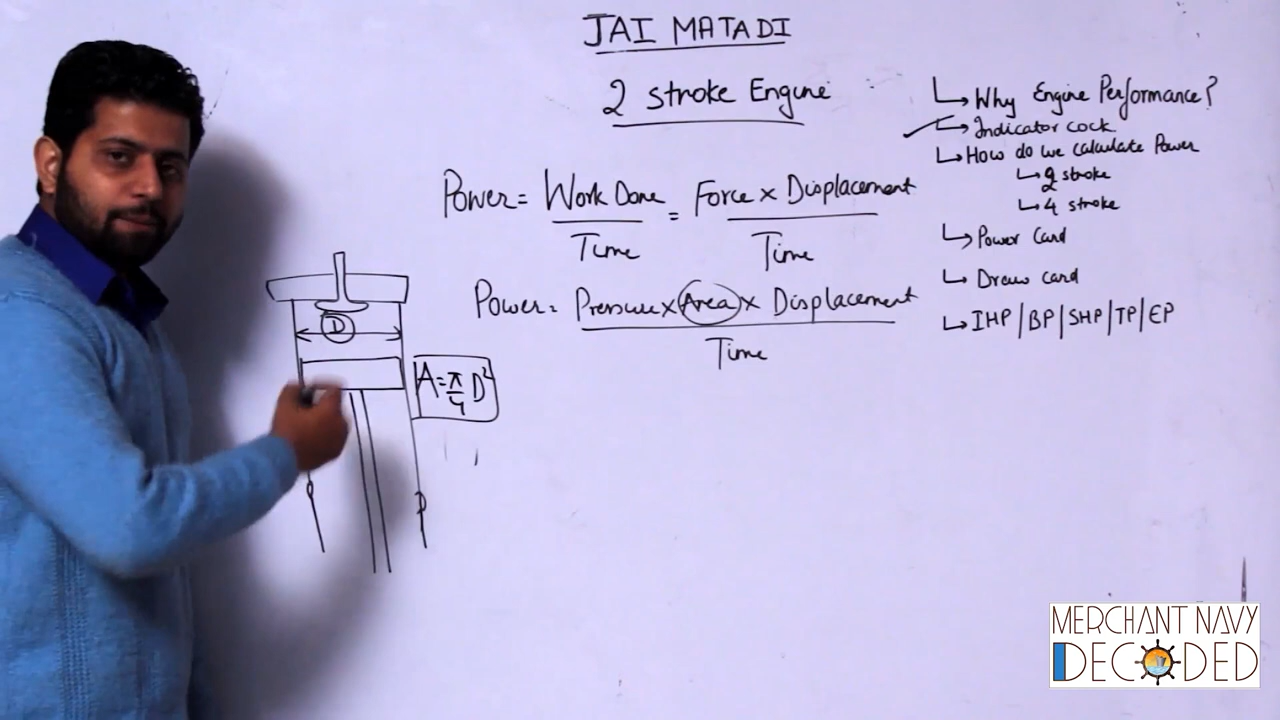 JAI MATA DI
2 stroke Engine
Power = Work Done / Time = Force x Displacement / Time
Power = Pressure x Area x Displacement / Time
D
A = π/4 D²
Why Engine Performance?
Indicator cock
How do we calculate Power
2 stroke
4 stroke
Power card
Draw card
IHP / BP / SHP / TP / EP
MERCHANT NAVY
DECODED